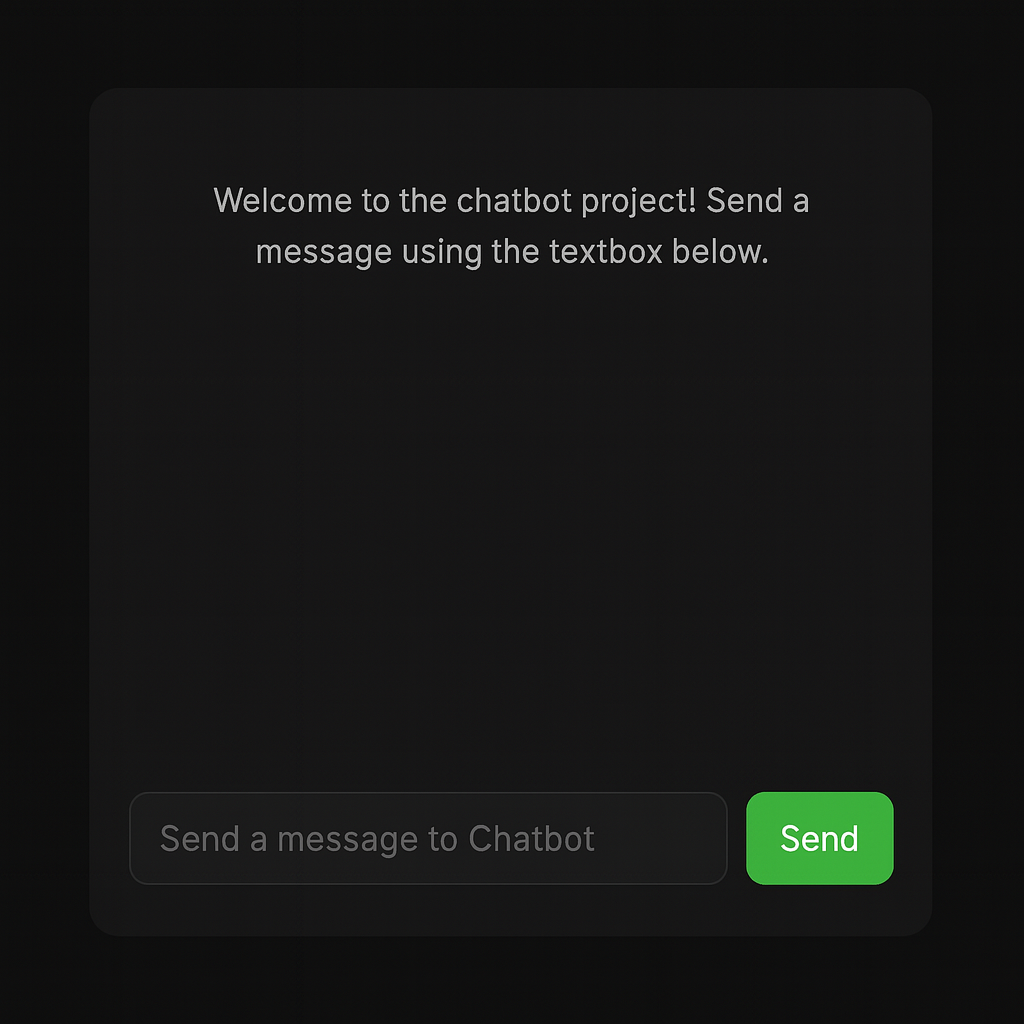 Welcome to the chatbot project! Send a
message using the textbox below.
Send a message to Chatbot
Send